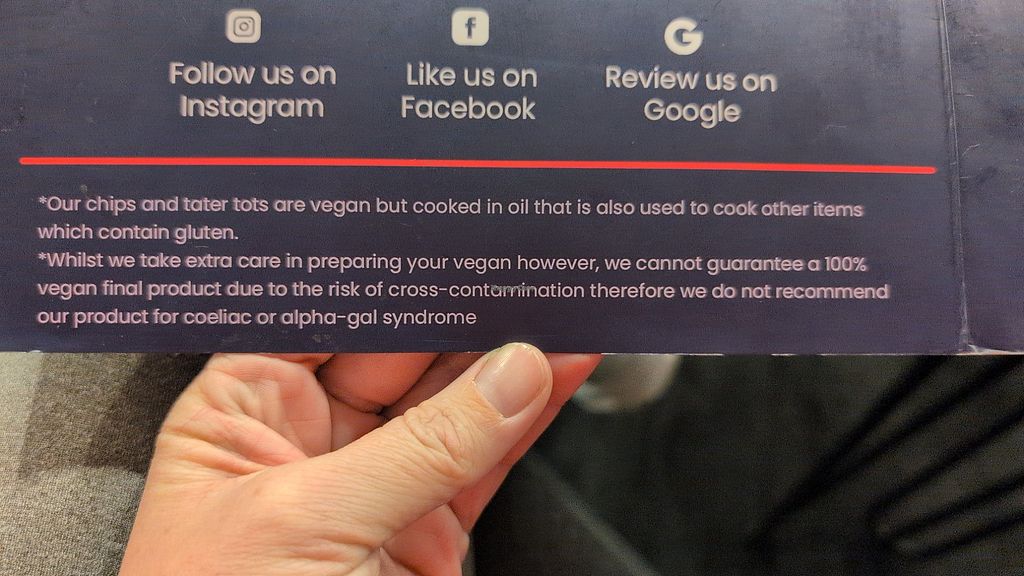 Follow us on
Instagram
Like us on
Facebook
G
Review us on
Google
*Our chips and tater tots are vegan but cooked in oil that is also used to cook other items
which contain gluten.
*Whilst we take extra care in preparing your vegan however, we cannot guarantee a 100%
vegan final product due to the risk of cross-contamination therefore we do not recommend
our product for coeliac or alpha-gal syndrome